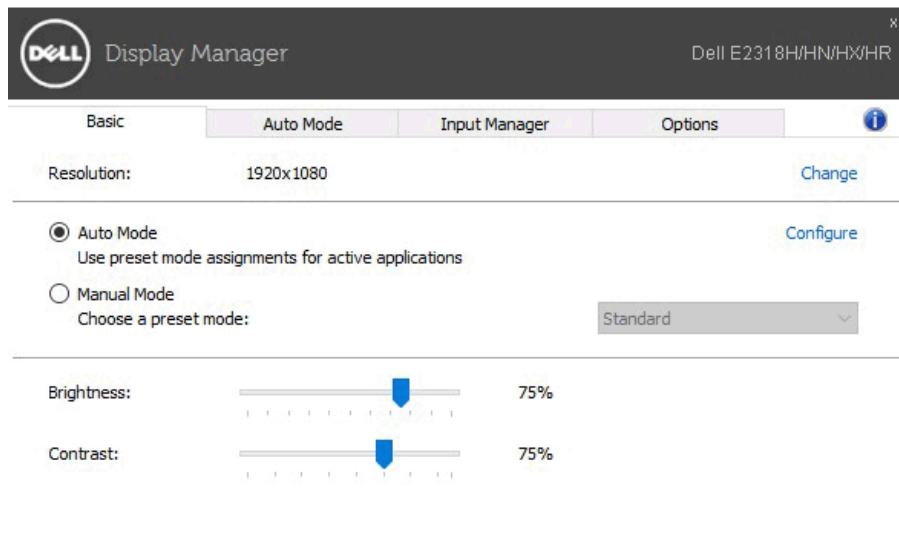 x
DELL Display Manager
Dell E2318H/HN/HX/HR
Basic Auto Mode Input Manager Options i
Resolution: 1920x1080 Change
Auto Mode Configure
Use preset mode assignments for active applications
Manual Mode
Choose a preset mode: Standard
Brightness: 75%
Contrast: 75%